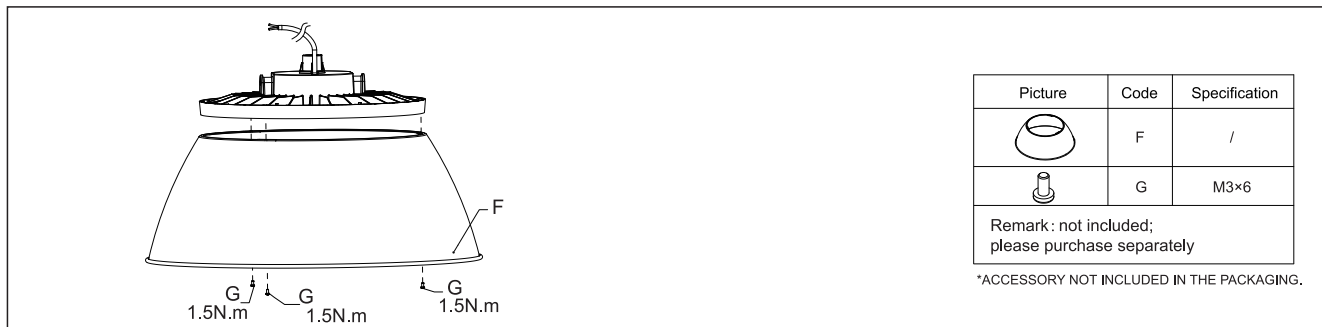 F
G
1.5N.m
G
1.5N.m
G
1.5N.m
Picture Code Specification
F /
G M3×6
Remark: not included;
please purchase separately
*ACCESSORY NOT INCLUDED IN THE PACKAGING.